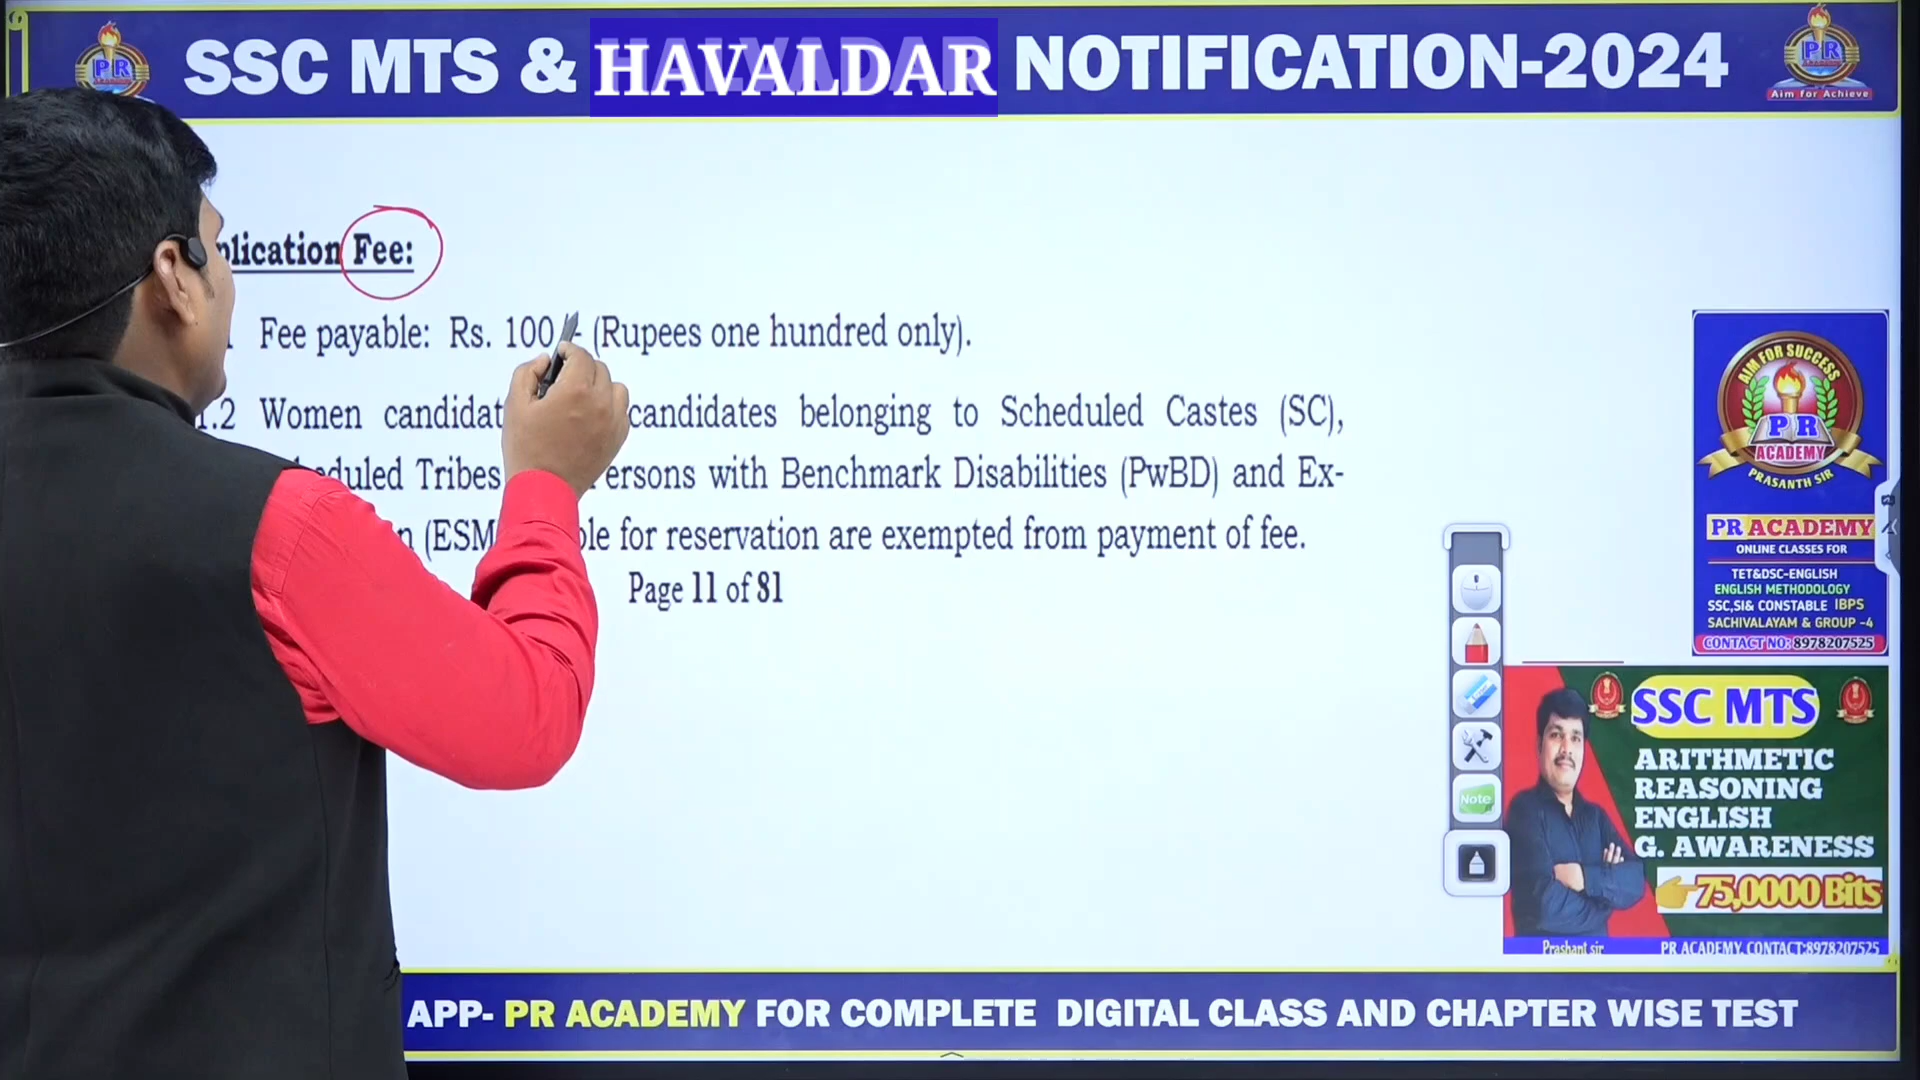 SSC MTS & HAVALDAR NOTIFICATION-2024
PR
PR
Aim for Achieve
plication Fee:
Fee payable: Rs. 100/- (Rupees one hundred only).
1.2 Women candidat candidates belonging to Scheduled Castes (SC),
duled Tribes ersons with Benchmark Disabilities (PwBD) and Ex-
n (ESM ble for reservation are exempted from payment of fee.
Page 11 of 81
AIM FOR SUCCESS
PR
ACADEMY
PRASANTH SIR
PR ACADEMY
ONLINE CLASSES FOR
TET&DSC-ENGLISH
ENGLISH METHODOLOGY
SSC,SI& CONSTABLE IBPS
SACHIVALAYAM & GROUP -4
CONTACT NO: 8978207525
Note
SSC MTS
ARITHMETIC
REASONING
ENGLISH
G. AWARENESS
75,0000 Bits
Prashant sir PR ACADEMY, CONTACT:8978207525
APP- PR ACADEMY FOR COMPLETE DIGITAL CLASS AND CHAPTER WISE TEST